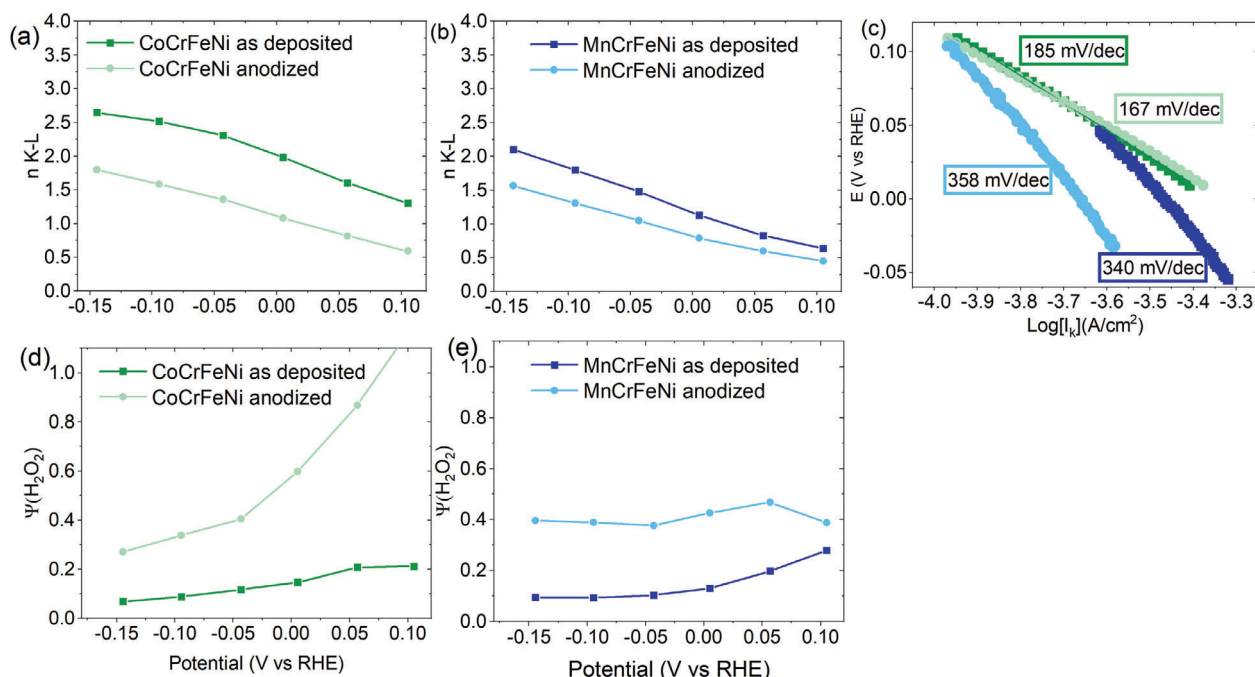 (a)
4.0
3.5
3.0
2.5
2.0
1.5
1.0
0.5
0.0
n K-L
CoCrFeNi as deposited
CoCrFeNi anodized
-0.15 -0.10 -0.05 0.00 0.05 0.10
(b)
4.0
3.5
3.0
2.5
2.0
1.5
1.0
0.5
0.0
n K-L
MnCrFeNi as deposited
MnCrFeNi anodized
-0.15 -0.10 -0.05 0.00 0.05 0.10
(c)
0.10
0.05
0.00
-0.05
E (V vs RHE)
185 mV/dec
167 mV/dec
358 mV/dec
340 mV/dec
-4.0 -3.9 -3.8 -3.7 -3.6 -3.5 -3.4 -3.3
Log[Iₖ](A/cm²)
(d)
1.0
0.8
0.6
0.4
0.2
0.0
Ψ(H₂O₂)
CoCrFeNi as deposited
CoCrFeNi anodized
-0.15 -0.10 -0.05 0.00 0.05 0.10
Potential (V vs RHE)
(e)
1.0
0.8
0.6
0.4
0.2
0.0
Ψ(H₂O₂)
MnCrFeNi as deposited
MnCrFeNi anodized
-0.15 -0.10 -0.05 0.00 0.05 0.10
Potential (V vs RHE)